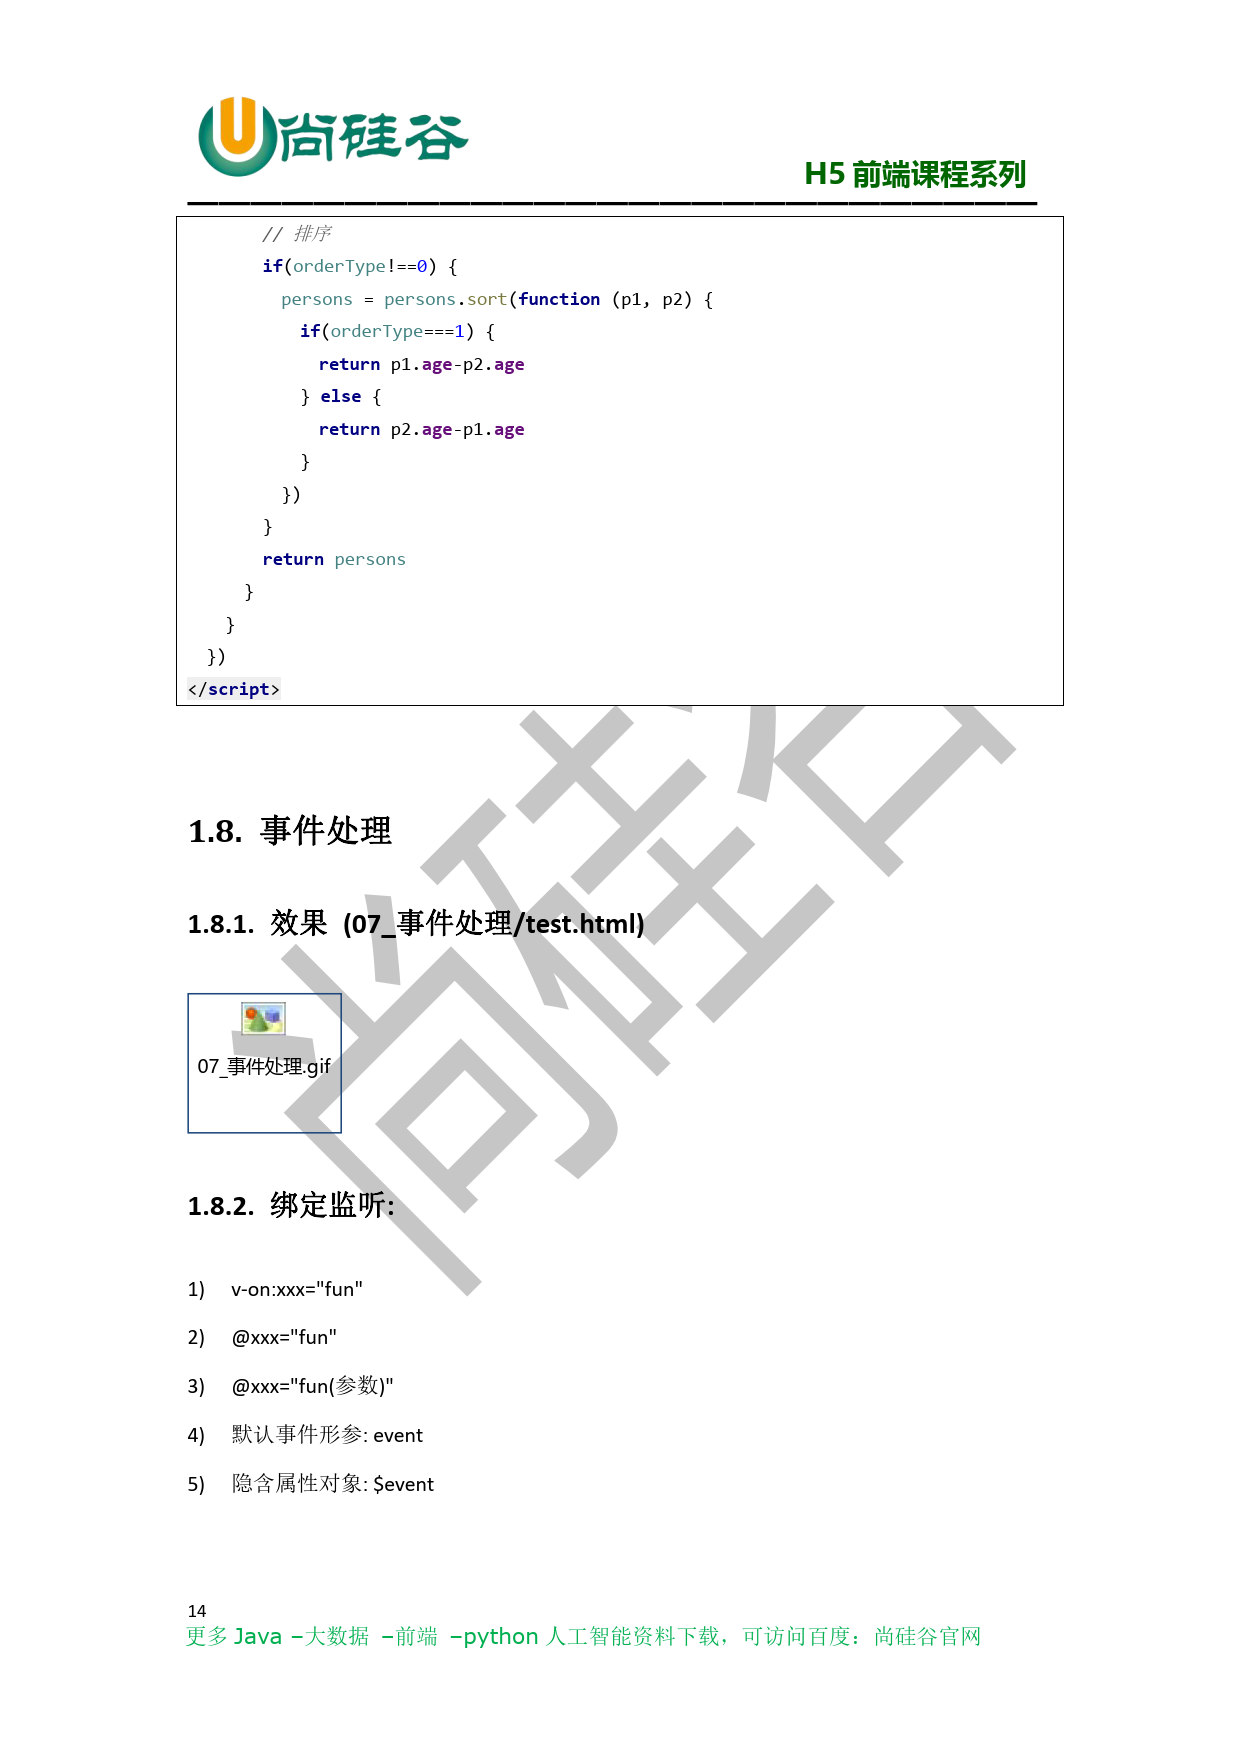 尚硅谷
H5 前端课程系列
// 排序
if(orderType!==0) {
persons = persons.sort(function (p1, p2) {
if(orderType===1) {
return p1.age-p2.age
} else {
return p2.age-p1.age
}
})
}
return persons
}
}
})
</script>
1.8. 事件处理
1.8.1. 效果 (07_事件处理/test.html)
07_事件处理.gif
1.8.2. 绑定监听:
1) v-on:xxx="fun"
2) @xxx="fun"
3) @xxx="fun(参数)"
4) 默认事件形参: event
5) 隐含属性对象: $event
14
更多 Java –大数据 –前端 –python 人工智能资料下载，可访问百度：尚硅谷官网
尚硅谷